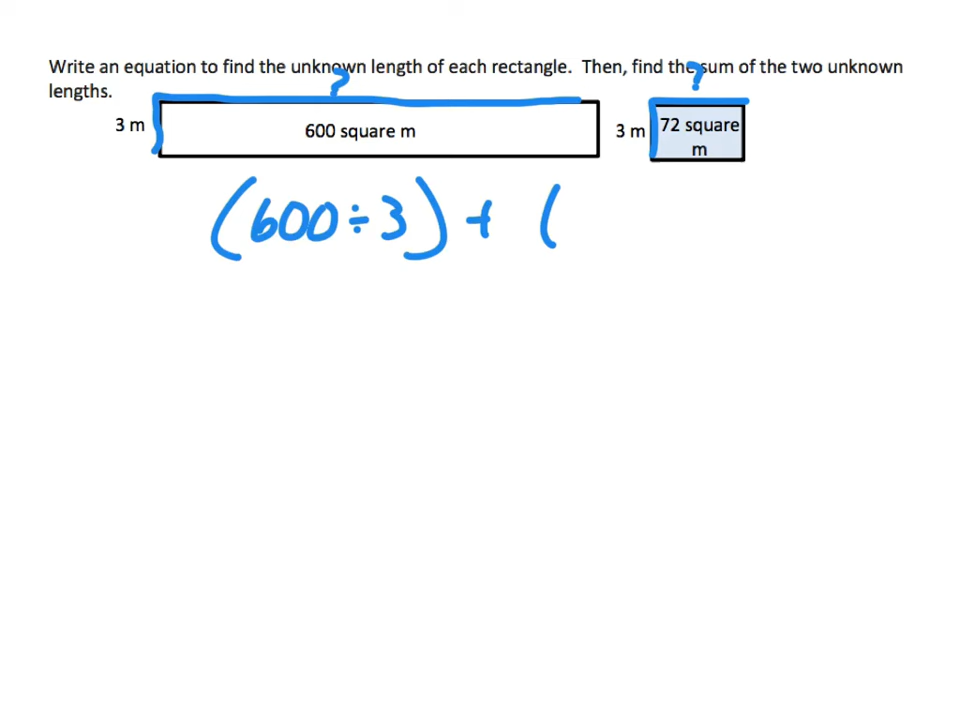 Write an equation to find the unknown length of each rectangle. Then, find the sum of the two unknown
lengths.
? ?
3 m 600 square m 3 m 72 square
m
(600÷3) + (